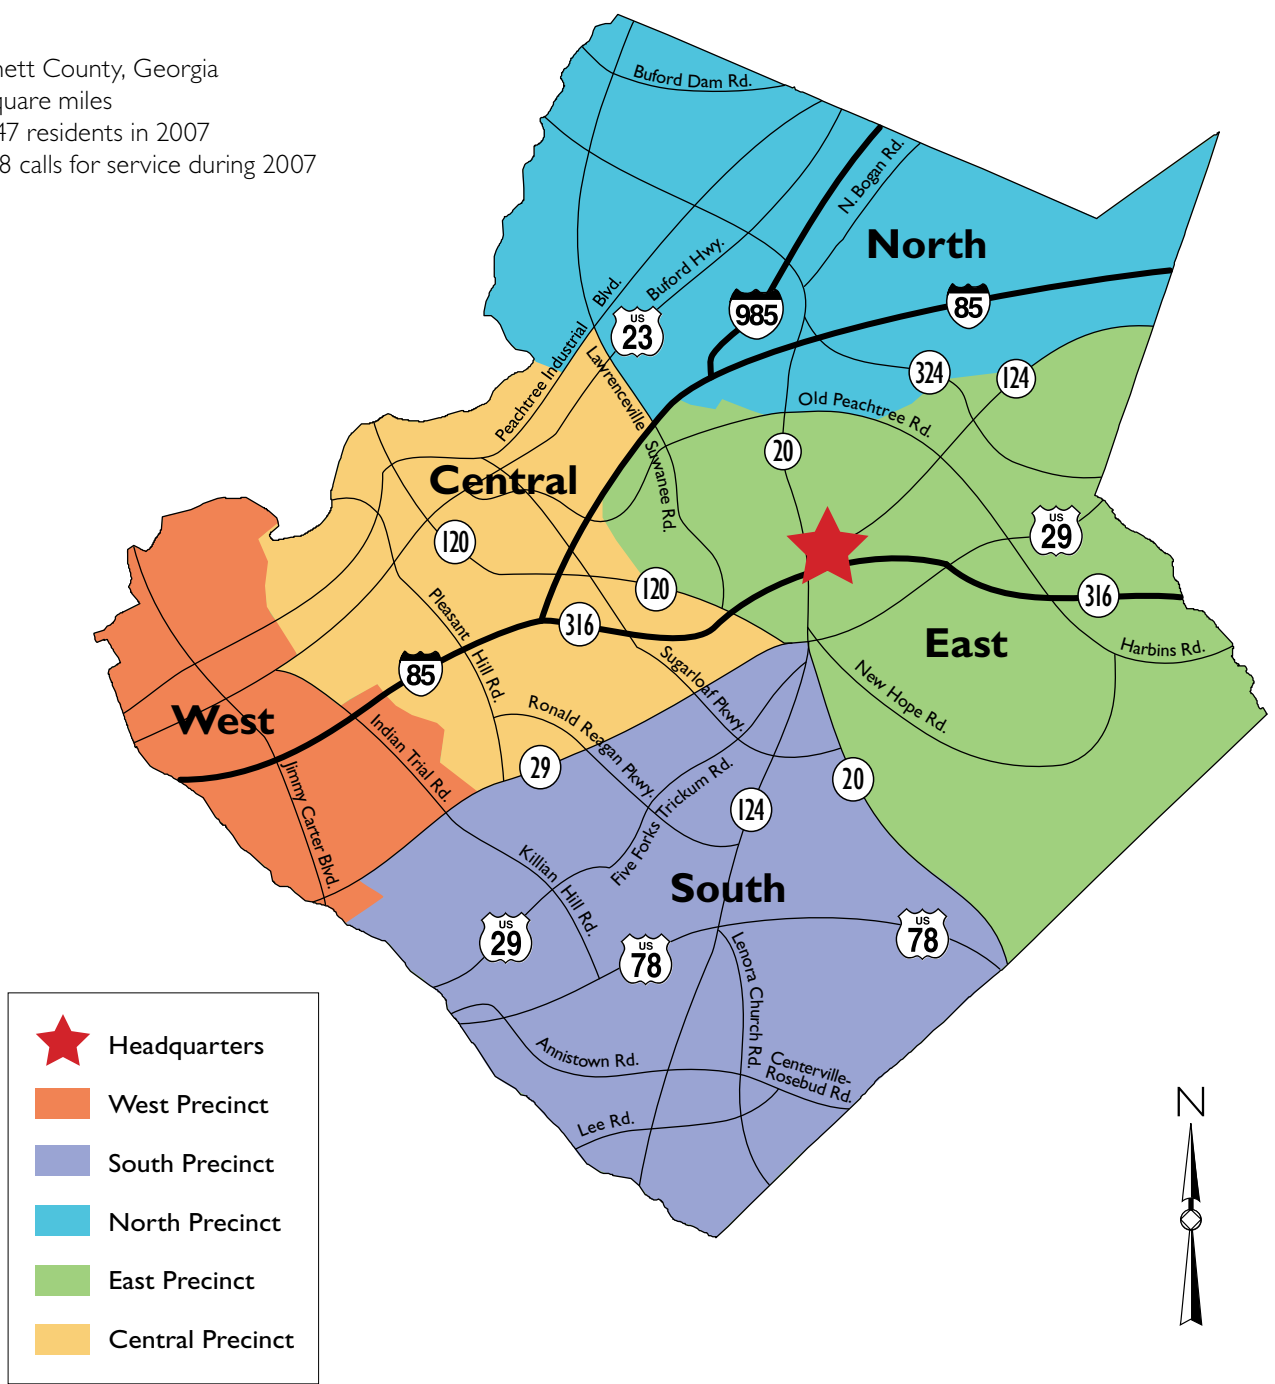 nett County, Georgia
quare miles
47 residents in 2007
8 calls for service during 2007
Buford Dam Rd.
N. Bogan Rd.
North
Buford Hwy.
Peachtree Industrial Blvd.
US
23
985
85
324
124
Lawrenceville Suwanee Rd.
Old Peachtree Rd.
20
Central
120
120
US
29
316
316
Pleasant Hill Rd.
85
East
Harbins Rd.
Sugarloaf Pkwy.
New Hope Rd.
West
Indian Trial Rd.
Ronald Reagan Pkwy.
29
20
Jimmy Carter Blvd.
Five Forks Trickum Rd.
124
Killian Hill Rd.
South
US
29
US
78
US
78
Lenora Church Rd.
Annistown Rd.
Centerville-
Rosebud Rd.
Lee Rd.
Headquarters
West Precinct
South Precinct
North Precinct
East Precinct
Central Precinct
N